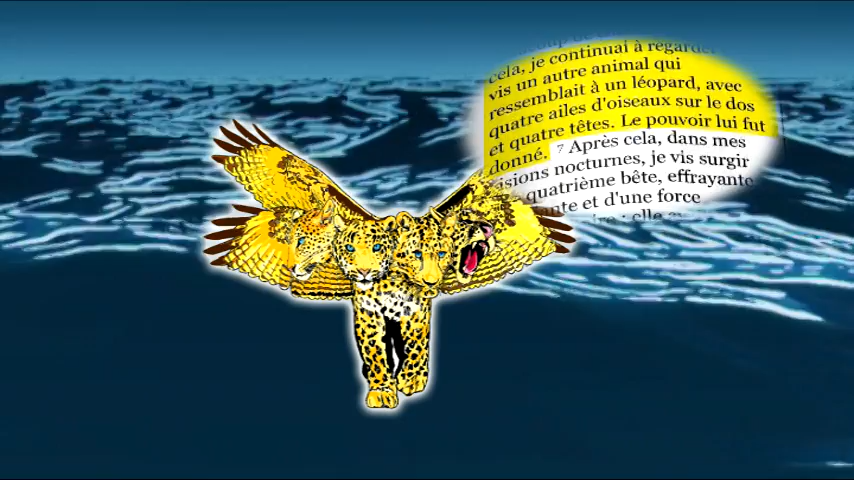 cela, je continuai à regarder
vis un autre animal qui
ressemblait à un léopard, avec
quatre ailes d'oiseaux sur le dos
et quatre têtes. Le pouvoir lui fut
donné. 7 Après cela, dans mes
visions nocturnes, je vis surgir
quatrième bête, effrayante
et d'une force